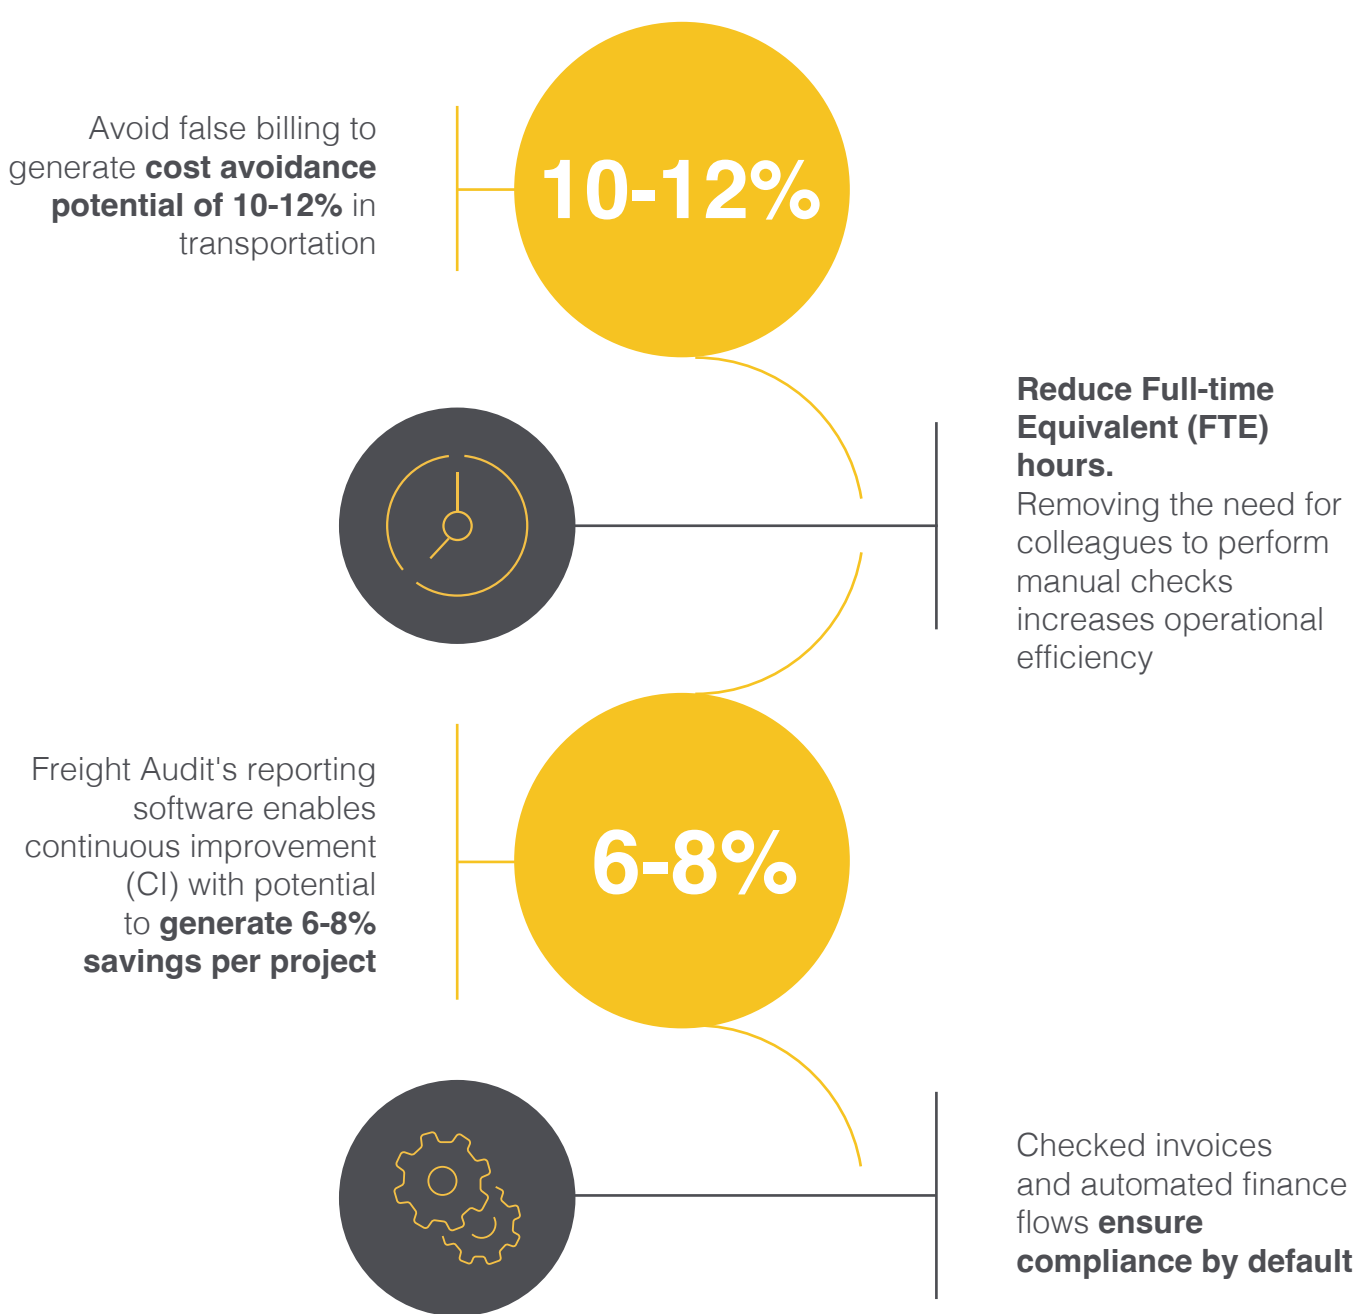 Avoid false billing to
generate cost avoidance
potential of 10-12% in
transportation
10-12%
Reduce Full-time
Equivalent (FTE)
hours.
Removing the need for
colleagues to perform
manual checks
increases operational
efficiency
Freight Audit's reporting
software enables
continuous improvement
(CI) with potential
to generate 6-8%
savings per project
6-8%
Checked invoices
and automated finance
flows ensure
compliance by default